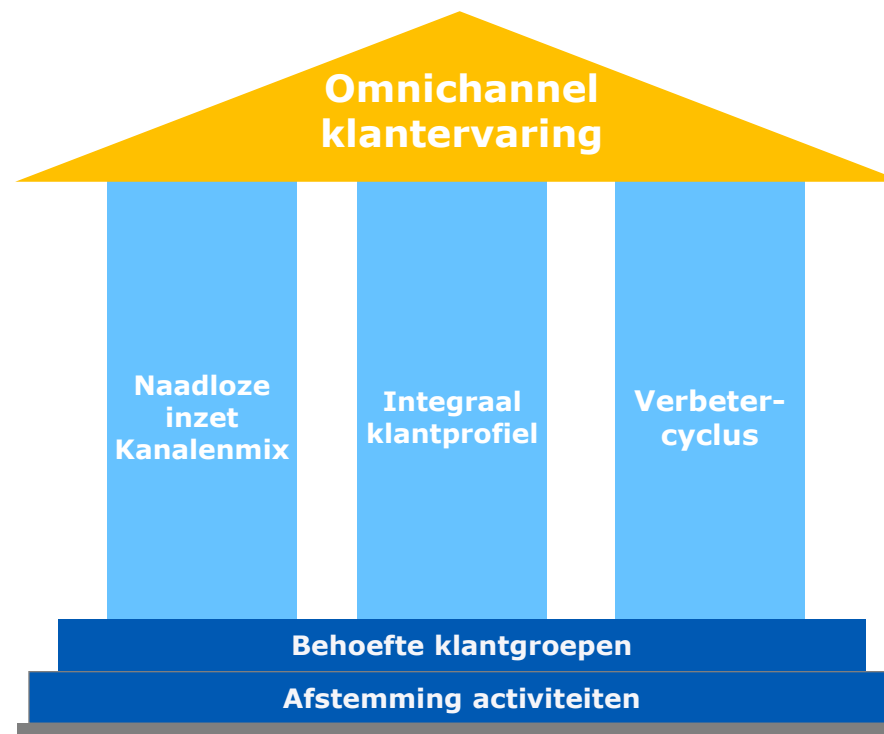 Omnichannel
klantervaring
Naadloze
inzet
Kanalenmix
Integraal
klantprofiel
Verbeter-
cyclus
Behoefte klantgroepen
Afstemming activiteiten